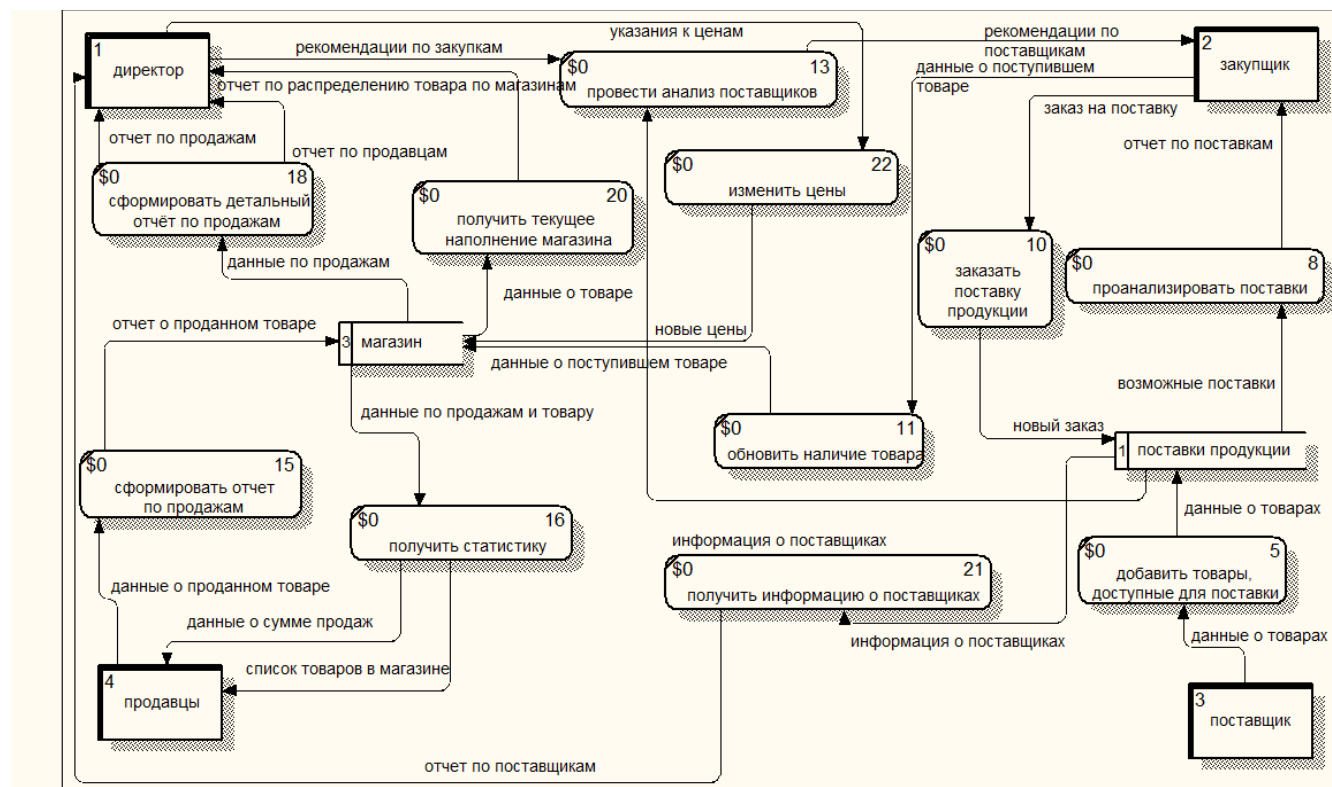 указания к ценам
1
директор
рекомендации по закупкам
рекомендации по
поставщикам
2
закупщик
$0 13
провести анализ поставщиков
отчет по распределению товара по магазинам
данные о поступившем
товаре
заказ на поставку
отчет по продажам
отчет по продавцам
отчет по поставкам
$0 18
сформировать детальный
отчёт по продажам
$0 20
получить текущее
наполнение магазина
$0 22
изменить цены
$0 10
заказать
поставку
продукции
$0 8
проанализировать поставки
данные по продажам
данные о товаре
отчет о проданном товаре
3 магазин
новые цены
данные о поступившем товаре
возможные поставки
данные по продажам и товару
$0 11
обновить наличие товара
новый заказ
1 поставки продукции
$0 15
сформировать отчет
по продажам
$0 16
получить статистику
данные о товарах
информация о поставщиках
$0 21
получить информацию о поставщиках
$0 5
добавить товары,
доступные для поставки
данные о проданном товаре
данные о сумме продаж
информация о поставщиках
данные о товарах
список товаров в магазине
4
продавцы
3
поставщик
отчет по поставщикам